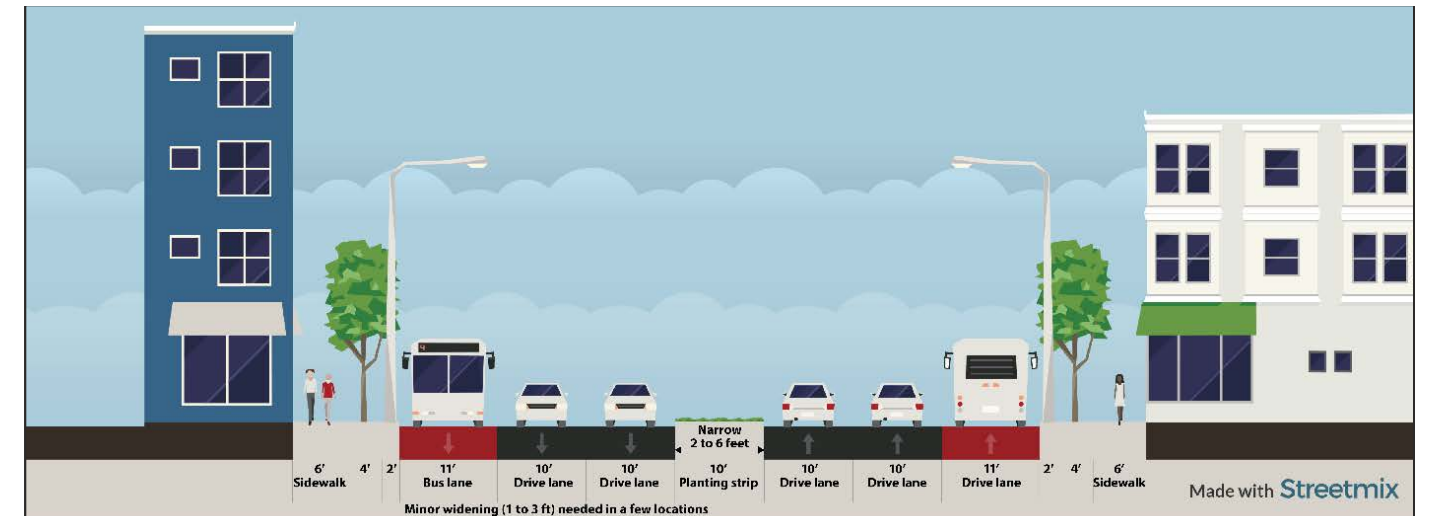 Narrow
2 to 6 feet
6' 4' 2' 11' 10' 10' 10' 10' 10' 11' 2' 4' 6'
Sidewalk Bus lane Drive lane Drive lane Planting strip Drive lane Drive lane Drive lane Sidewalk
Minor widening (1 to 3 ft) needed in a few locations
Made with Streetmix